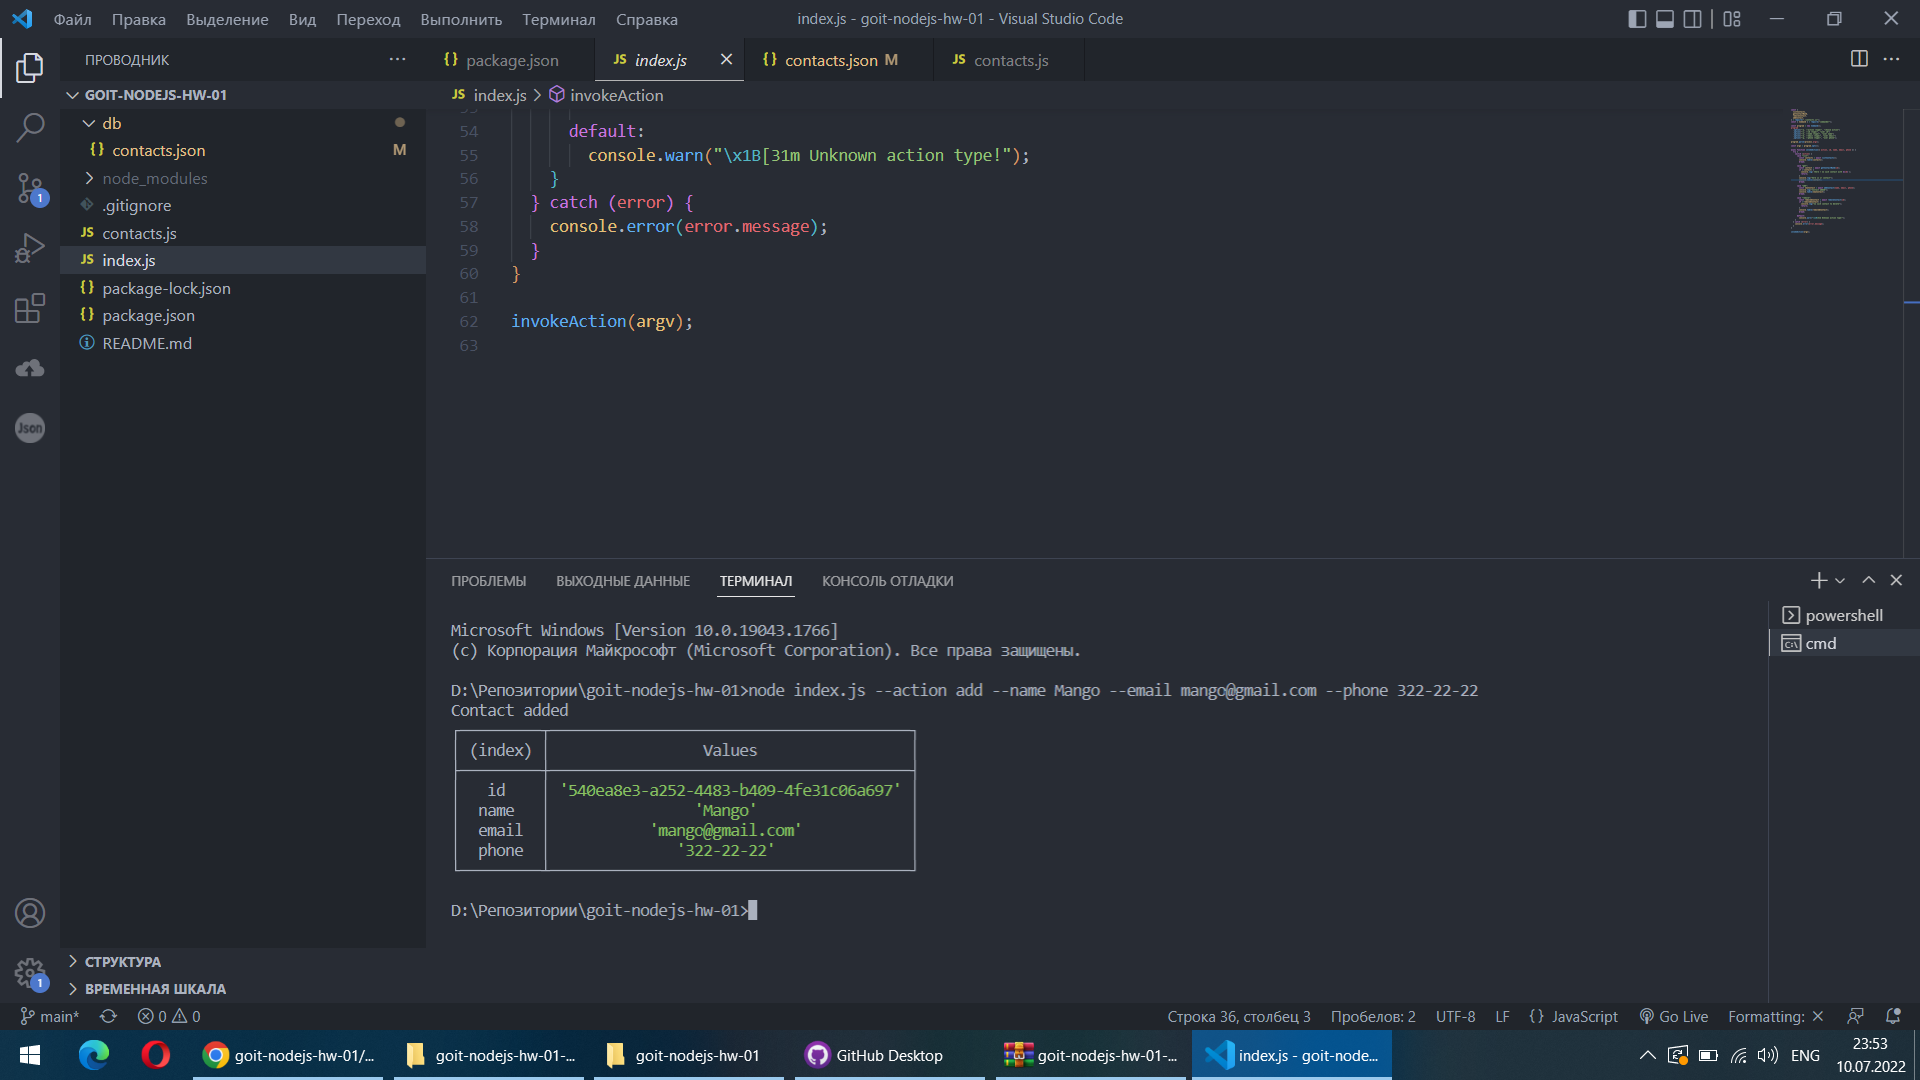 Файл Правка Выделение Вид Переход Выполнить Терминал Справка
index.js - goit-nodejs-hw-01 - Visual Studio Code
ПРОВОДНИК
GOIT-NODEJS-HW-01
db
{} contacts.json M
node_modules
.gitignore
JS contacts.js
JS index.js
{} package-lock.json
{} package.json
README.md
СТРУКТУРА
ВРЕМЕННАЯ ШКАЛА
1
Json
1
{} package.json
JS index.js
{} contacts.json M
JS contacts.js
JS index.js > invokeAction
54 default:
55 console.warn("\x1B[31m Unknown action type!");
56 }
57 } catch (error) {
58 console.error(error.message);
59 }
60 }
61
62 invokeAction(argv);
63
ПРОБЛЕМЫ ВЫХОДНЫЕ ДАННЫЕ ТЕРМИНАЛ КОНСОЛЬ ОТЛАДКИ
powershell
cmd
Microsoft Windows [Version 10.0.19043.1766]
(c) Корпорация Майкрософт (Microsoft Corporation). Все права защищены.
D:\Репозитории\goit-nodejs-hw-01>node index.js --action add --name Mango --email mango@gmail.com --phone 322-22-22
Contact added
(index) Values
id '540ea8e3-a252-4483-b409-4fe31c06a697'
name 'Mango'
email 'mango@gmail.com'
phone '322-22-22'
D:\Репозитории\goit-nodejs-hw-01>
main* 0 0
Строка 36, столбец 3 Пробелов: 2 UTF-8 LF {} JavaScript Go Live Formatting: ✕
goit-nodejs-hw-01/...
goit-nodejs-hw-01-...
goit-nodejs-hw-01
GitHub Desktop
goit-nodejs-hw-01-...
index.js - goit-node...
ENG
23:53
10.07.2022